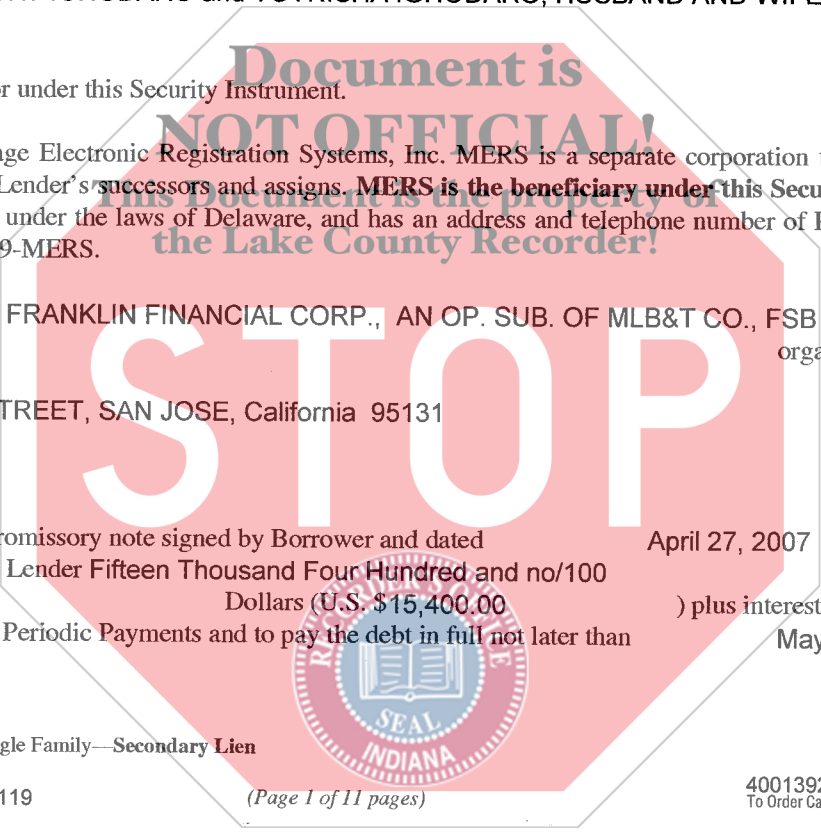 HUSBAND AND WIFE
Document is
r under this Security Instrument.
NOT OFFICIAL!
ge Electronic Registration Systems, Inc. MERS is a separate corporation
Lender's successors and assigns. MERS is the beneficiary under this Secu
This Document is the property of
under the laws of Delaware, and has an address and telephone number of
9-MERS.
the Lake County Recorder!
FRANKLIN FINANCIAL CORP., AN OP. SUB. OF MLB&T CO., FSB
orga
TREET, SAN JOSE, California 95131
STOP
romissory note signed by Borrower and dated April 27, 2007
Lender Fifteen Thousand Four Hundred and no/100
Dollars (U.S. $15,400.00 ) plus interest
Periodic Payments and to pay the debt in full not later than May
RECORDER'S OFFICE
SEAL
INDIANA
gle Family—Secondary Lien
119 (Page 1 of 11 pages) 4001392
To Order Ca